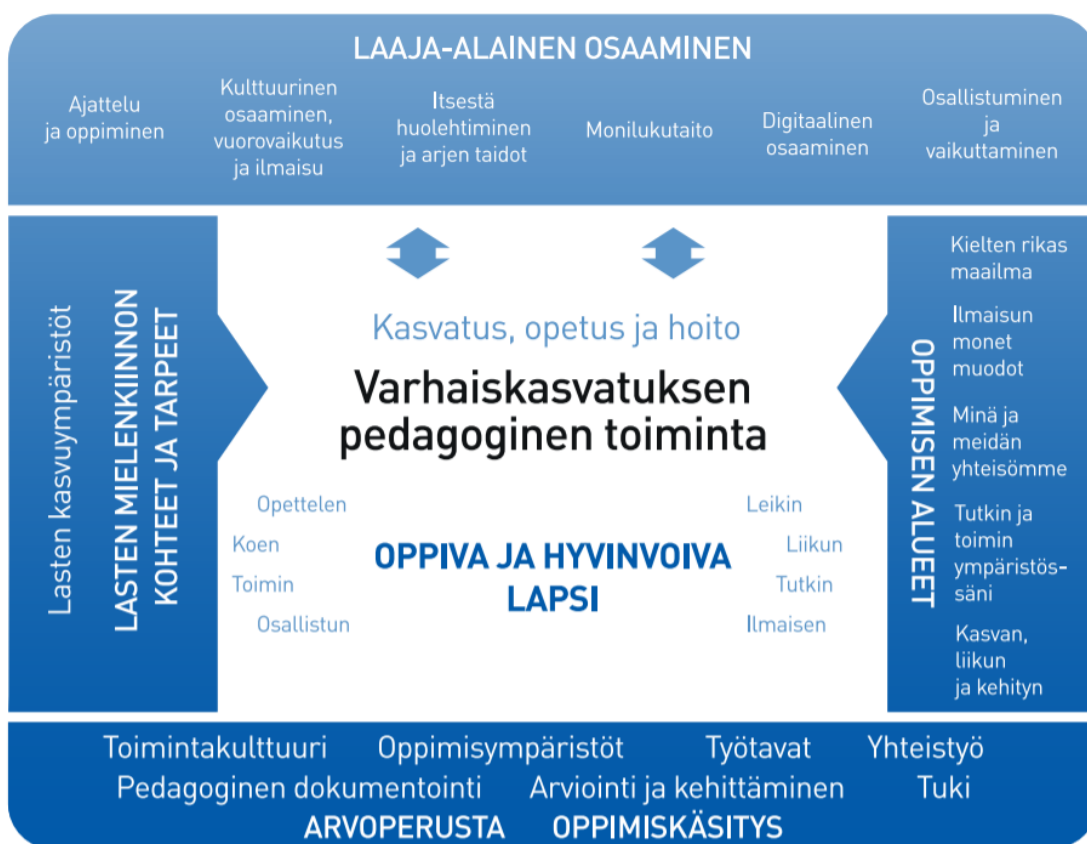 LAAJA-ALAINEN OSAAMINEN
Ajattelu
ja oppiminen
Kulttuurinen
osaaminen,
vuorovaikutus
ja ilmaisu
Itsestä
huolehtiminen
ja arjen taidot
Monilukutaito
Digitaalinen
osaaminen
Osallistuminen
ja
vaikuttaminen
Lasten kasvuympäristöt
LASTEN MIELENKIINNON
KOHTEET JA TARPEET
Kasvatus, opetus ja hoito
Varhaiskasvatuksen
pedagoginen toiminta
Opettelen
Koen
Toimin
Osallistun
OPPIVA JA HYVINVOIVA
LAPSI
Leikin
Liikun
Tutkin
Ilmaisen
OPPIMISEN ALUEET
Kielten rikas
maailma
Ilmaisun
monet
muodot
Minä ja
meidän
yhteisömme
Tutkin ja
toimin
ympäristös-
säni
Kasvan,
liikun
ja kehityn
Toimintakulttuuri Oppimisympäristöt Työtavat Yhteistyö
Pedagoginen dokumentointi Arviointi ja kehittäminen Tuki
ARVOPERUSTA OPPIMISKÄSITYS